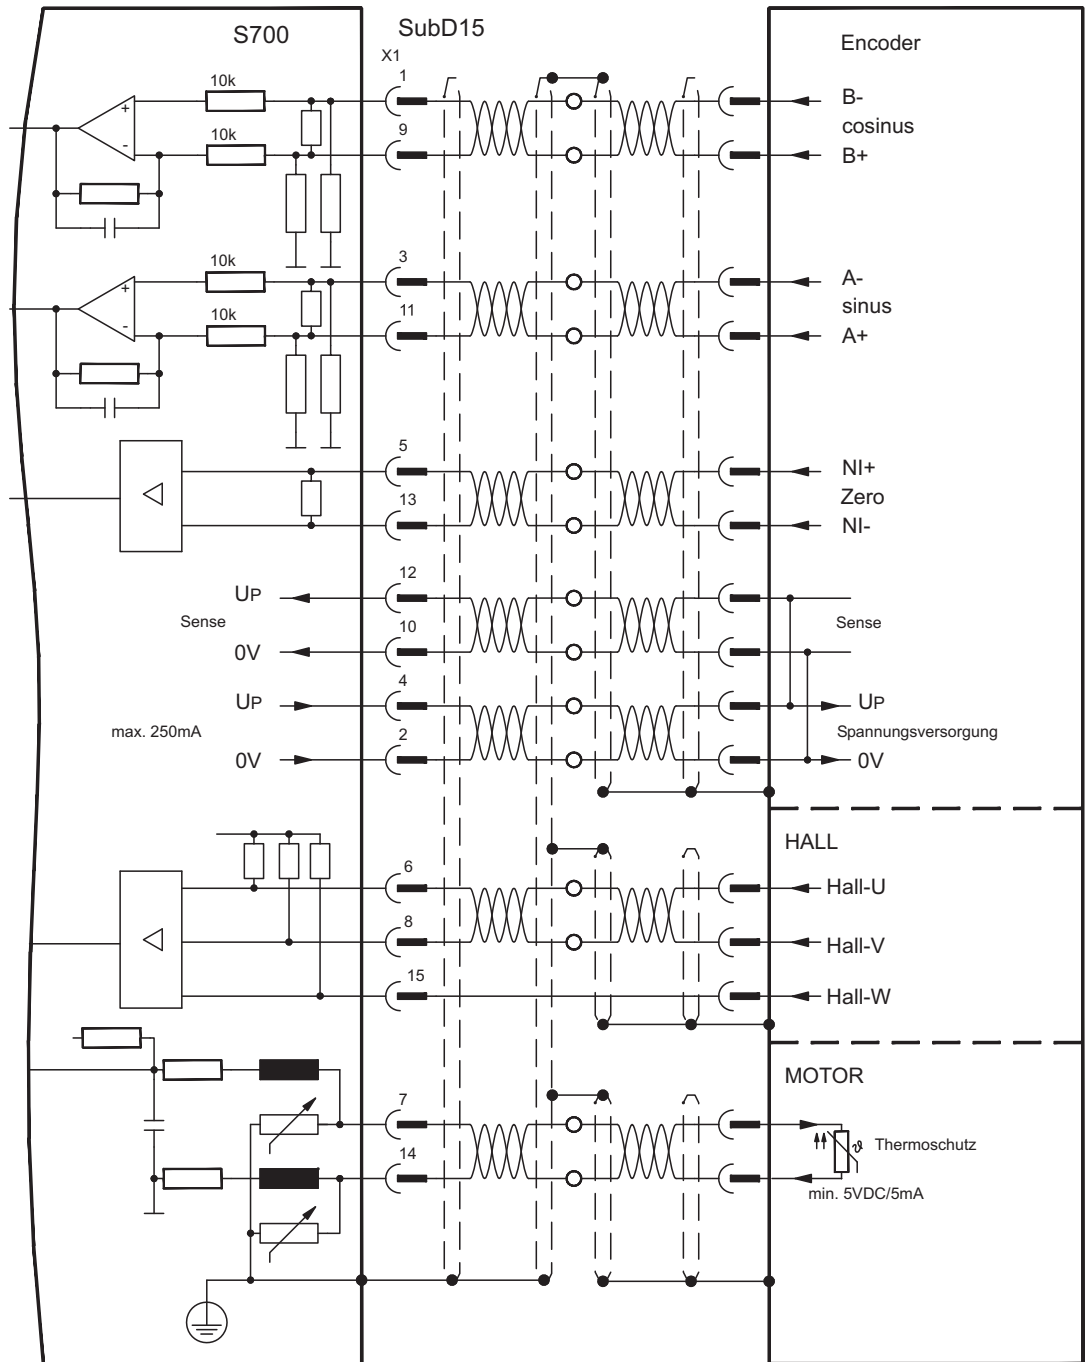 S700
SubD15
Encoder
X1
10k
1
B-
cosinus
+
-
10k
9
B+
10k
3
A-
sinus
+
-
10k
11
A+
5
NI+
Zero
13
NI-
UP
12
Sense
Sense
0V
10
UP
4
UP
max. 250mA
Spannungsversorgung
0V
2
0V
HALL
6
Hall-U
8
Hall-V
15
Hall-W
MOTOR
7
ϑ Thermoschutz
14
min. 5VDC/5mA